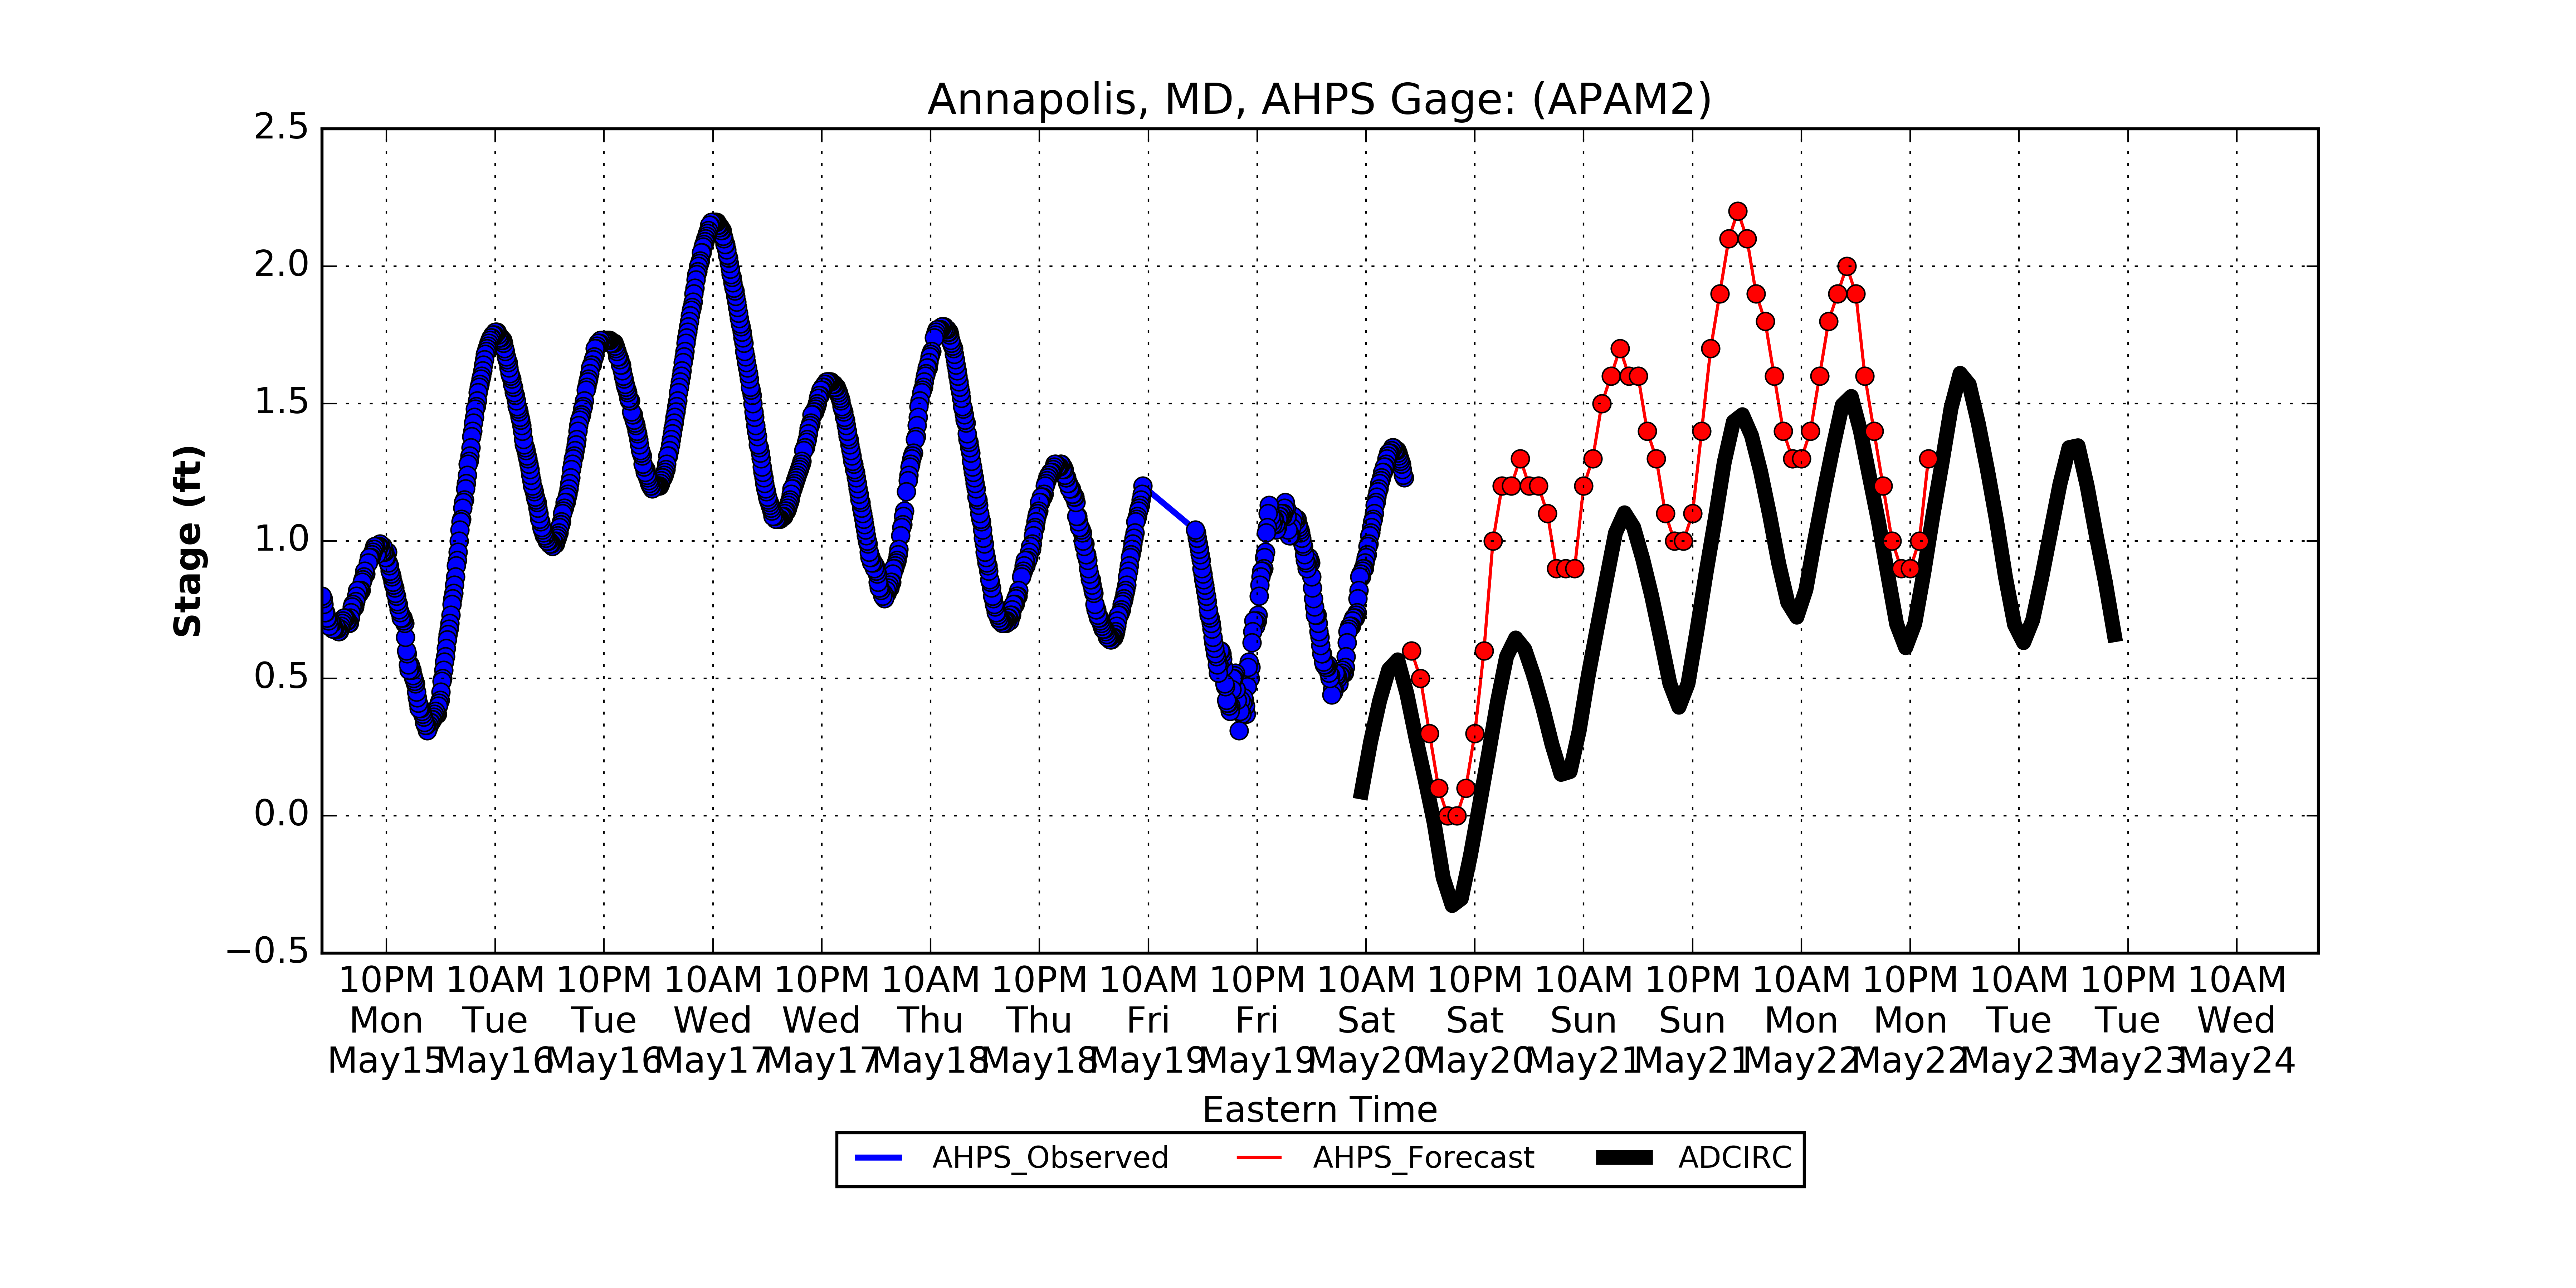 Annapolis, MD, AHPS Gage: (APAM2)
2.5
2.0
1.5
1.0
0.5
0.0
−0.5
Stage (ft)
10PM 10AM 10PM 10AM 10PM 10AM 10PM 10AM 10PM 10AM 10PM 10AM 10PM 10AM 10PM 10AM 10PM 10AM
Mon Tue Tue Wed Wed Thu Thu Fri Fri Sat Sat Sun Sun Mon Mon Tue Tue Wed
May15 May16 May16 May17 May17 May18 May18 May19 May19 May20 May20 May21 May21 May22 May22 May23 May23 May24
Eastern Time
AHPS_Observed AHPS_Forecast ADCIRC